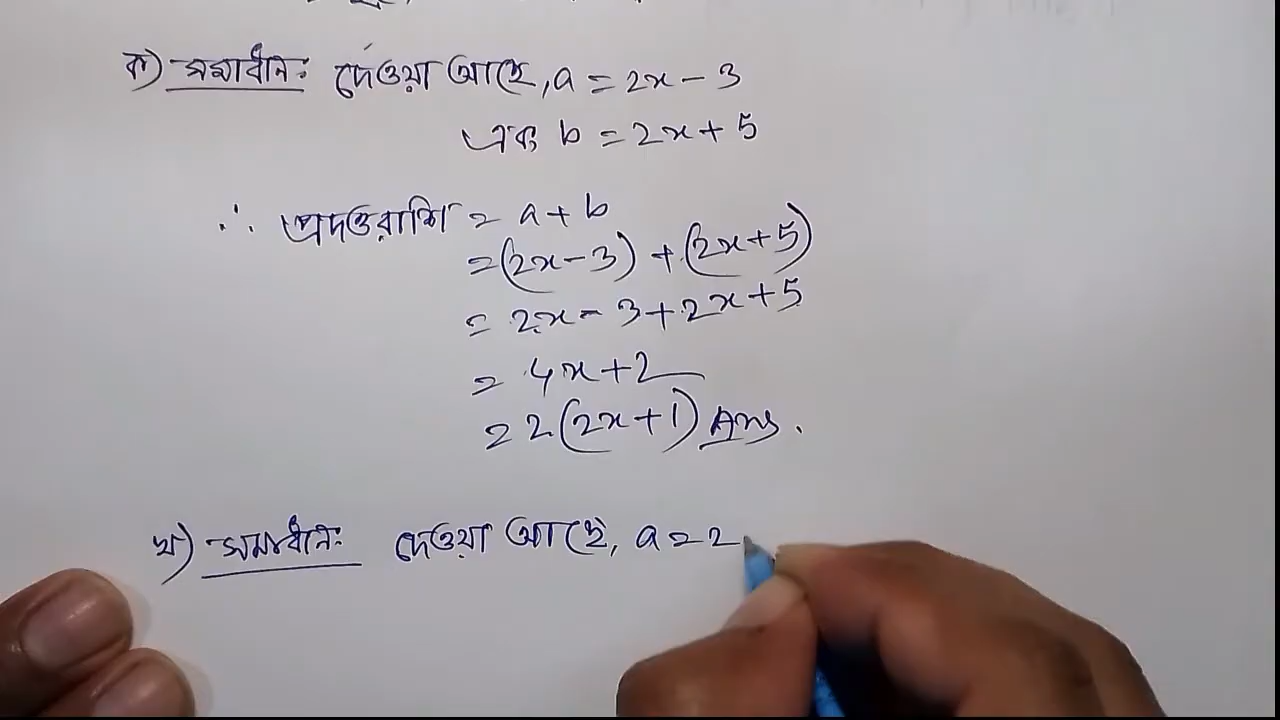 ক) সমাধান: দেওয়া আছে, a = 2x - 3
এবং b = 2x + 5
∴ প্রদত্তরাশি = a + b
= (2x - 3) + (2x + 5)
= 2x - 3 + 2x + 5
= 4x + 2
= 2(2x + 1) Ans.
খ) সমাধান: দেওয়া আছে, a = 2